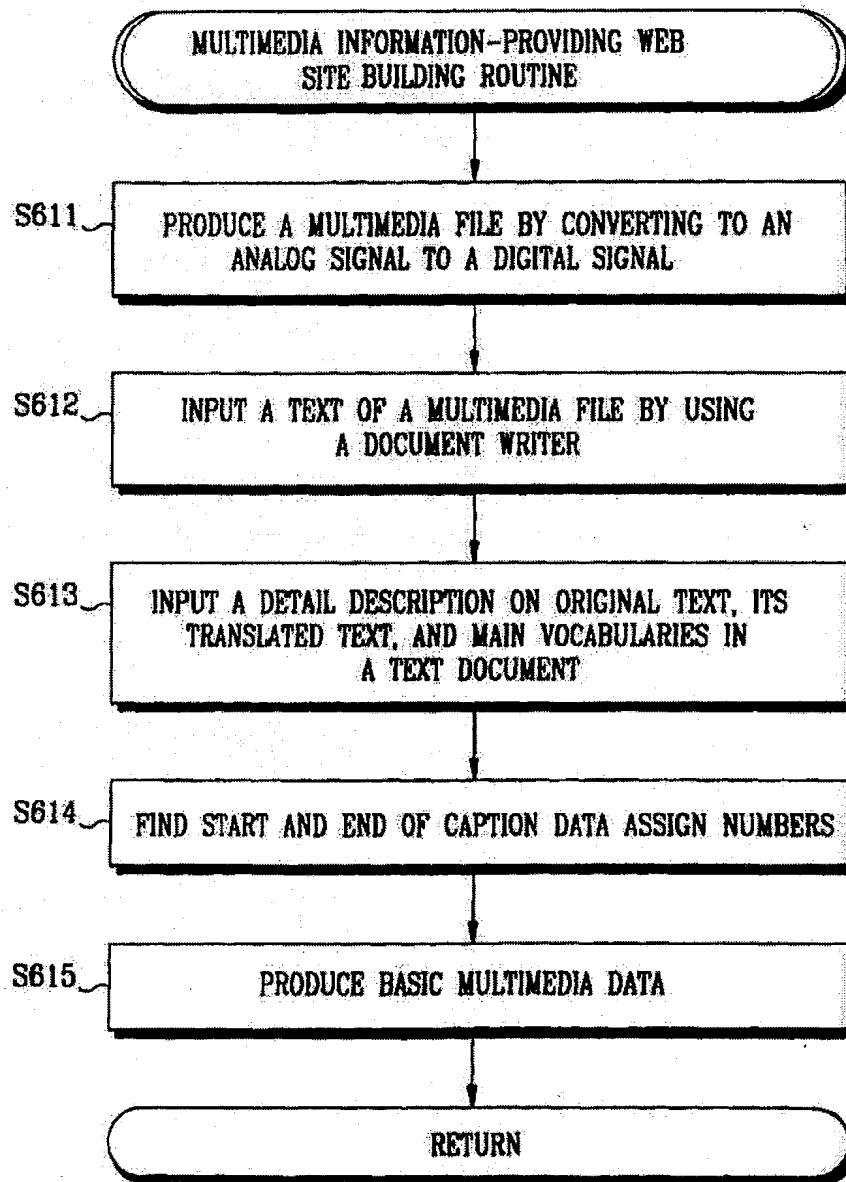 MULTIMEDIA INFORMATION-PROVIDING WEB
SITE BUILDING ROUTINE
S611
PRODUCE A MULTIMEDIA FILE BY CONVERTING TO AN
ANALOG SIGNAL TO A DIGITAL SIGNAL
S612
INPUT A TEXT OF A MULTIMEDIA FILE BY USING
A DOCUMENT WRITER
S613
INPUT A DETAIL DESCRIPTION ON ORIGINAL TEXT, ITS
TRANSLATED TEXT, AND MAIN VOCABULARIES IN
A TEXT DOCUMENT
S614
FIND START AND END OF CAPTION DATA ASSIGN NUMBERS
S615
PRODUCE BASIC MULTIMEDIA DATA
RETURN